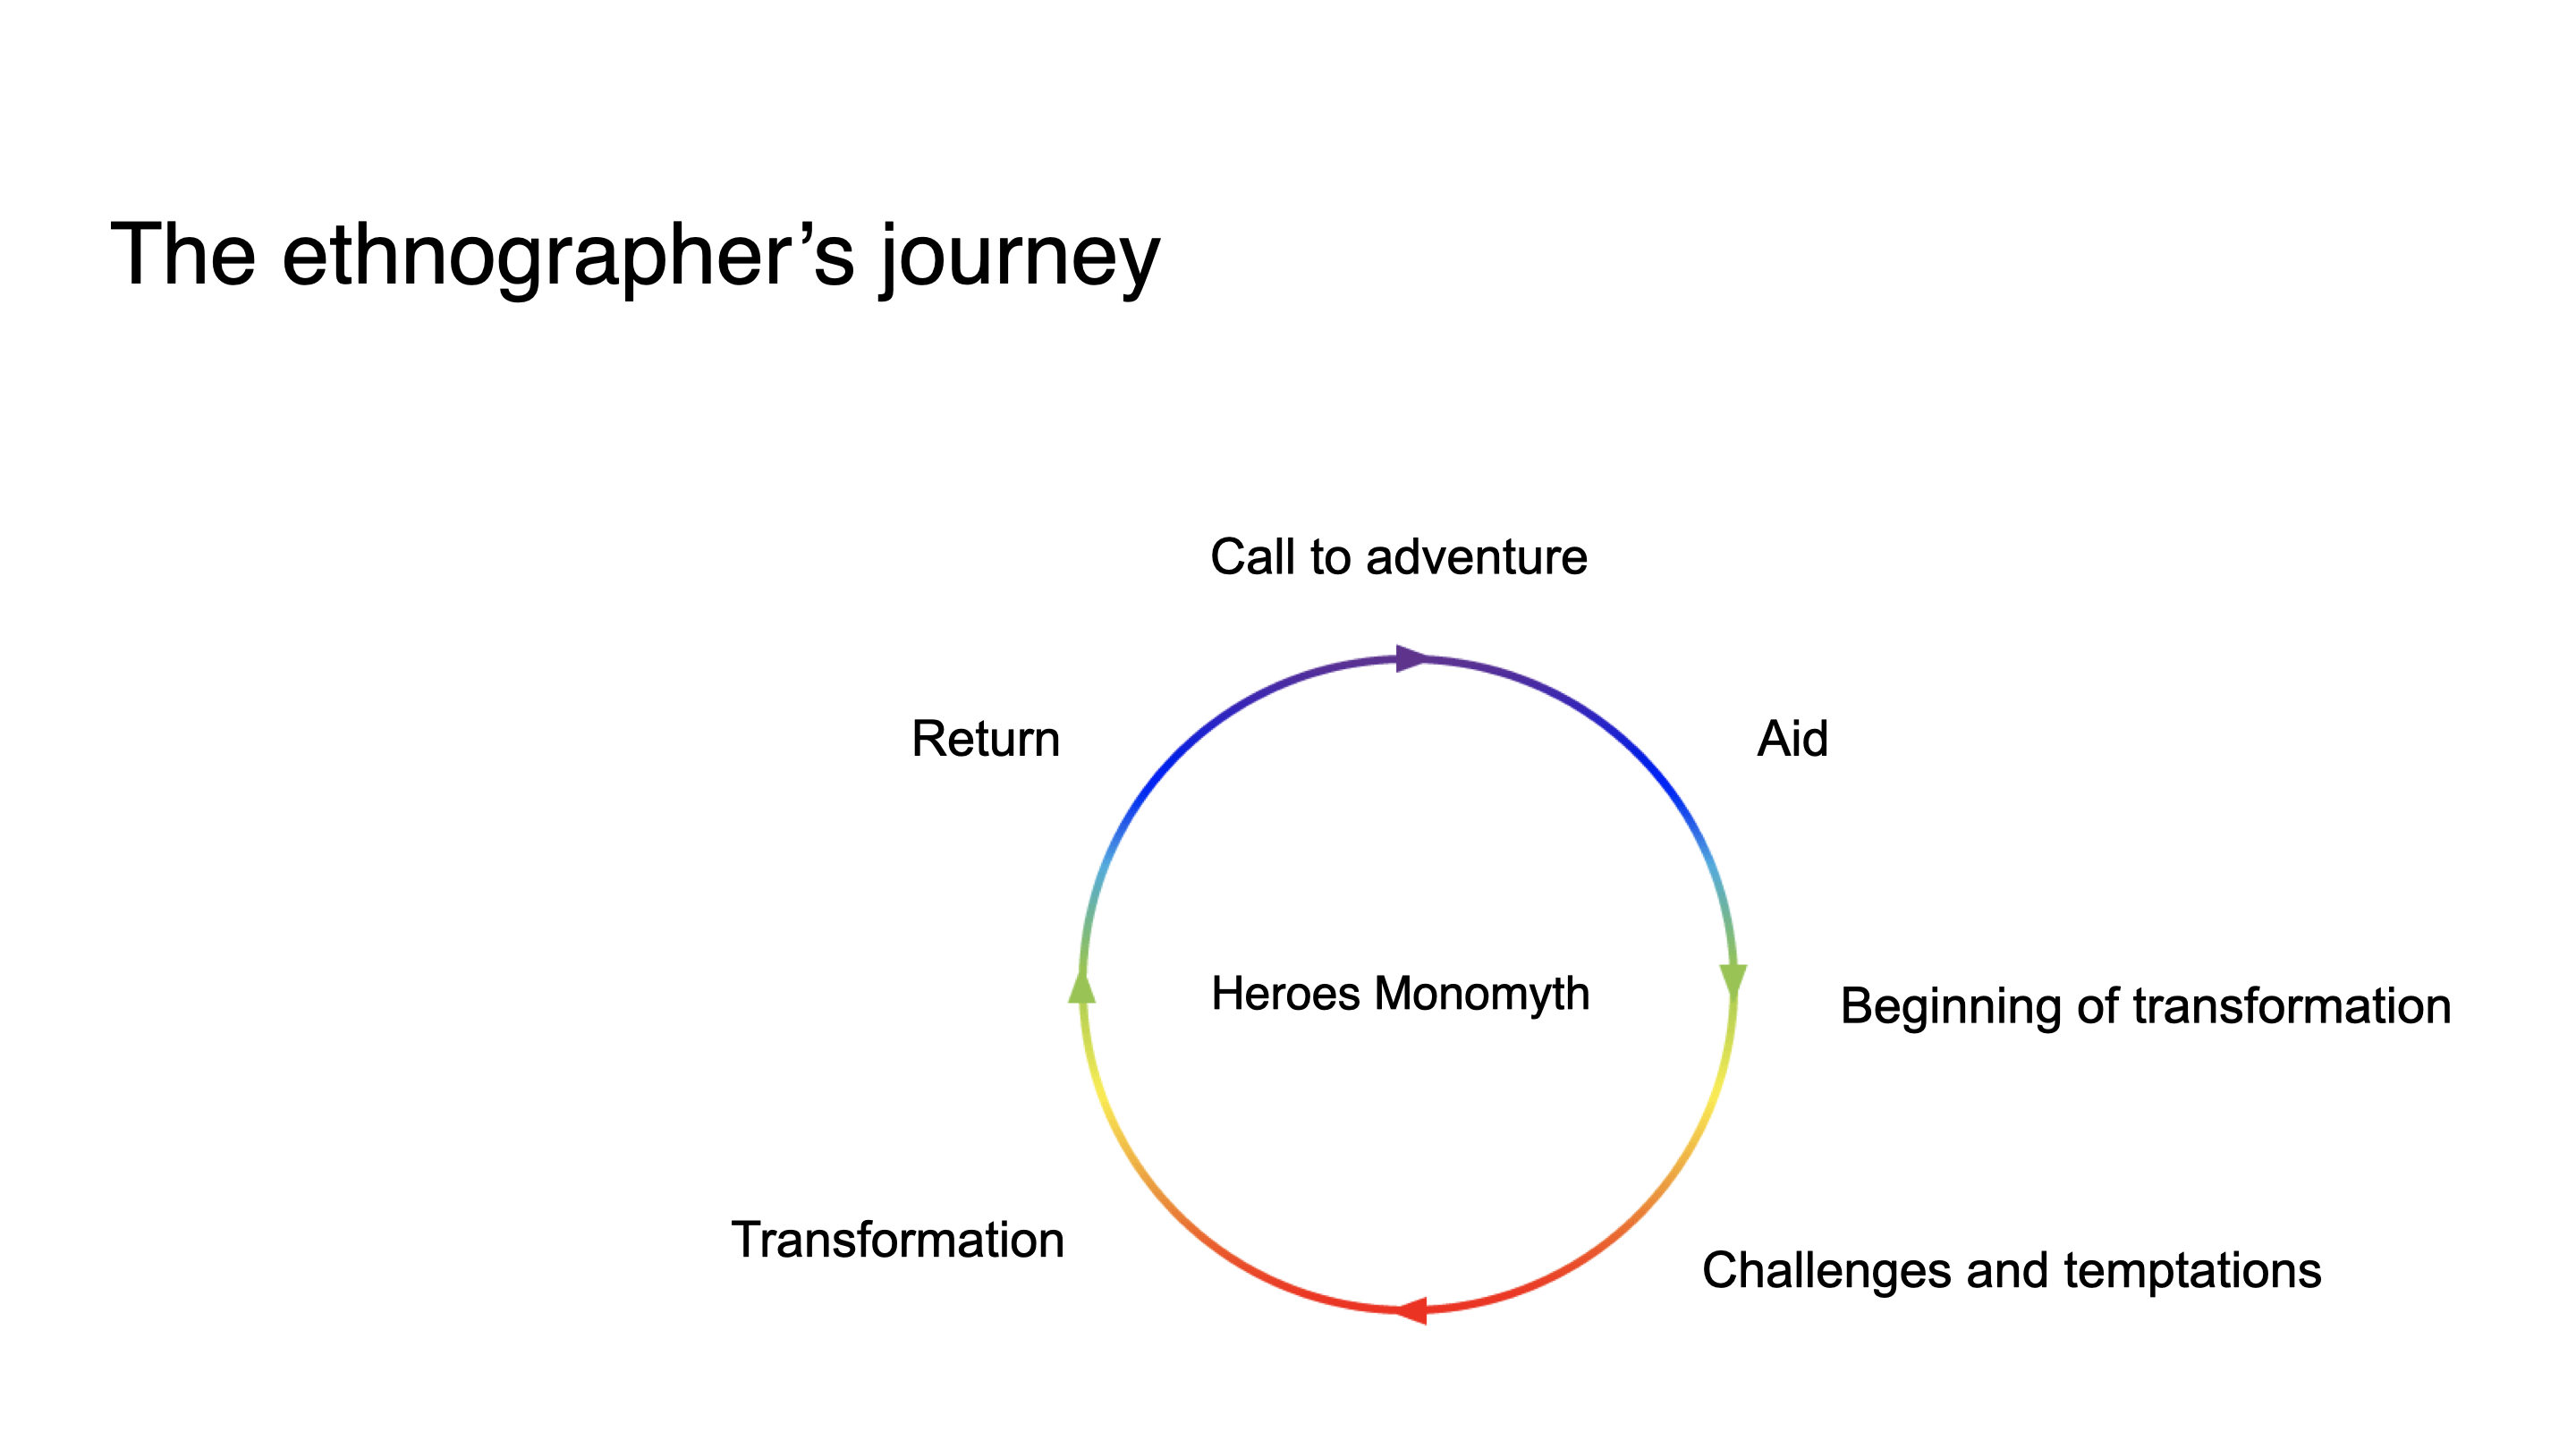 The ethnographer’s journey
Call to adventure
Return
Aid
Heroes Monomyth
Beginning of transformation
Transformation
Challenges and temptations